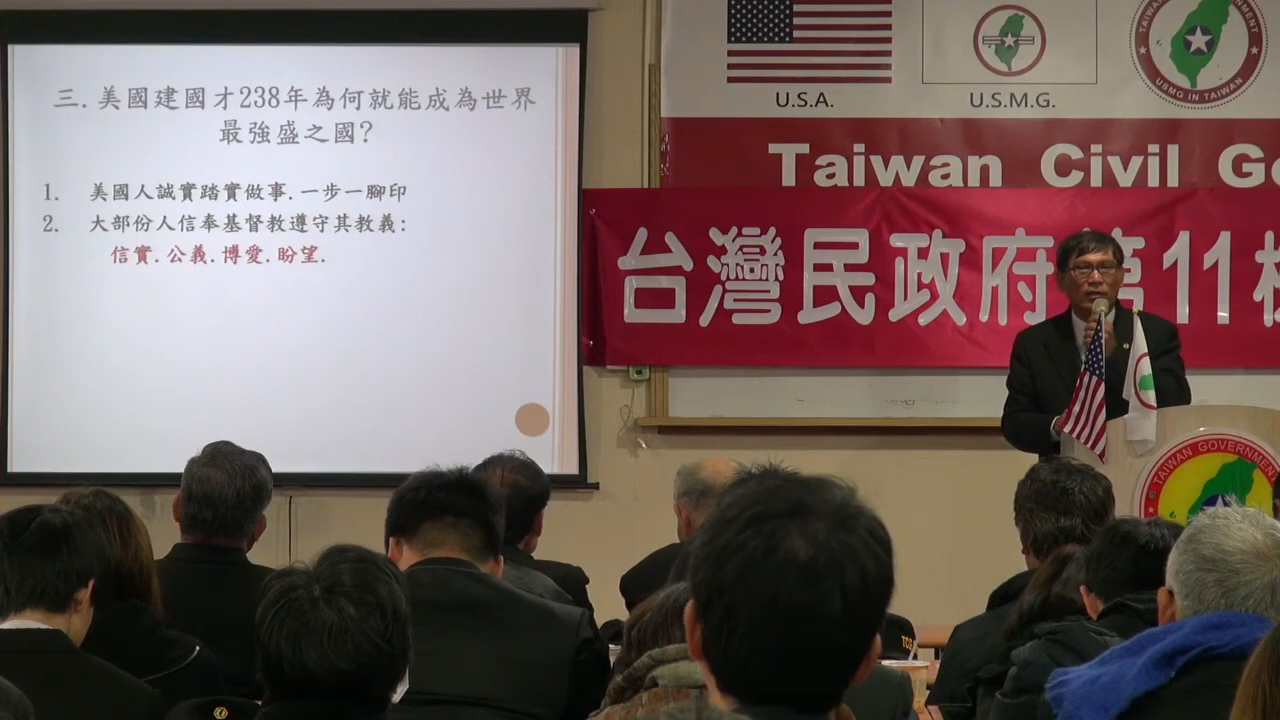 三.美國建國才238年為何就能成為世界
最強盛之國?
1. 美國人誠實踏實做事.一步一腳印
2. 大部份人信奉基督教遵守其教義:
信實.公義.博愛.盼望.
U.S.A.
U.S.M.G.
TAIWAN GOVERNMENT
USMG IN TAIWAN
Taiwan Civil Go
台灣民政府第11
TAIWAN GOVERNMENT